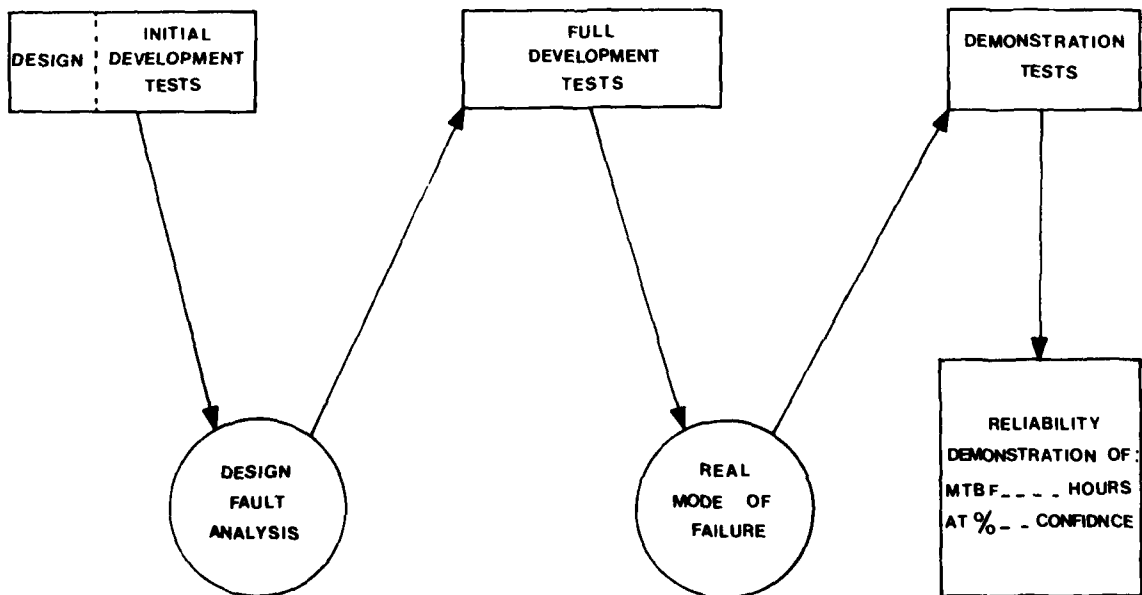 DESIGN
INITIAL
DEVELOPMENT
TESTS
FULL
DEVELOPMENT
TESTS
DEMONSTRATION
TESTS
DESIGN
FAULT
ANALYSIS
REAL
MODE OF
FAILURE
RELIABILITY
DEMONSTRATION OF:
MTBF____ HOURS
AT %__ CONFIDNCE